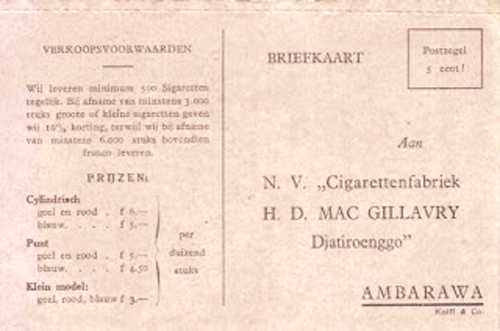 VERKOOPSVOORWAARDEN
Wij leveren minimum 500 Sigaretten
tegelijk. Bij afname van minstens 3.000
stuks groote of kleine sigaretten geven
wij 10% korting, terwijl wij bij afname
van minstens 6.000 stuks bovendien
franco leveren.
PRIJZEN:
Cylindrisch
geel en rood . f 6.—
blauw. . . . f 5.—
Punt
geel en rood . f 5.—
blauw. . . . f 4.50
Klein model:
geel, rood, blauw f 3.—
per
duizend
stuks
BRIEFKAART
Postzegel
5 cent!
Aan
N. V. „Cigarettenfabriek
H. D. MAC GILLAVRY
Djatiroenggo"
AMBARAWA
Kolff & Co.